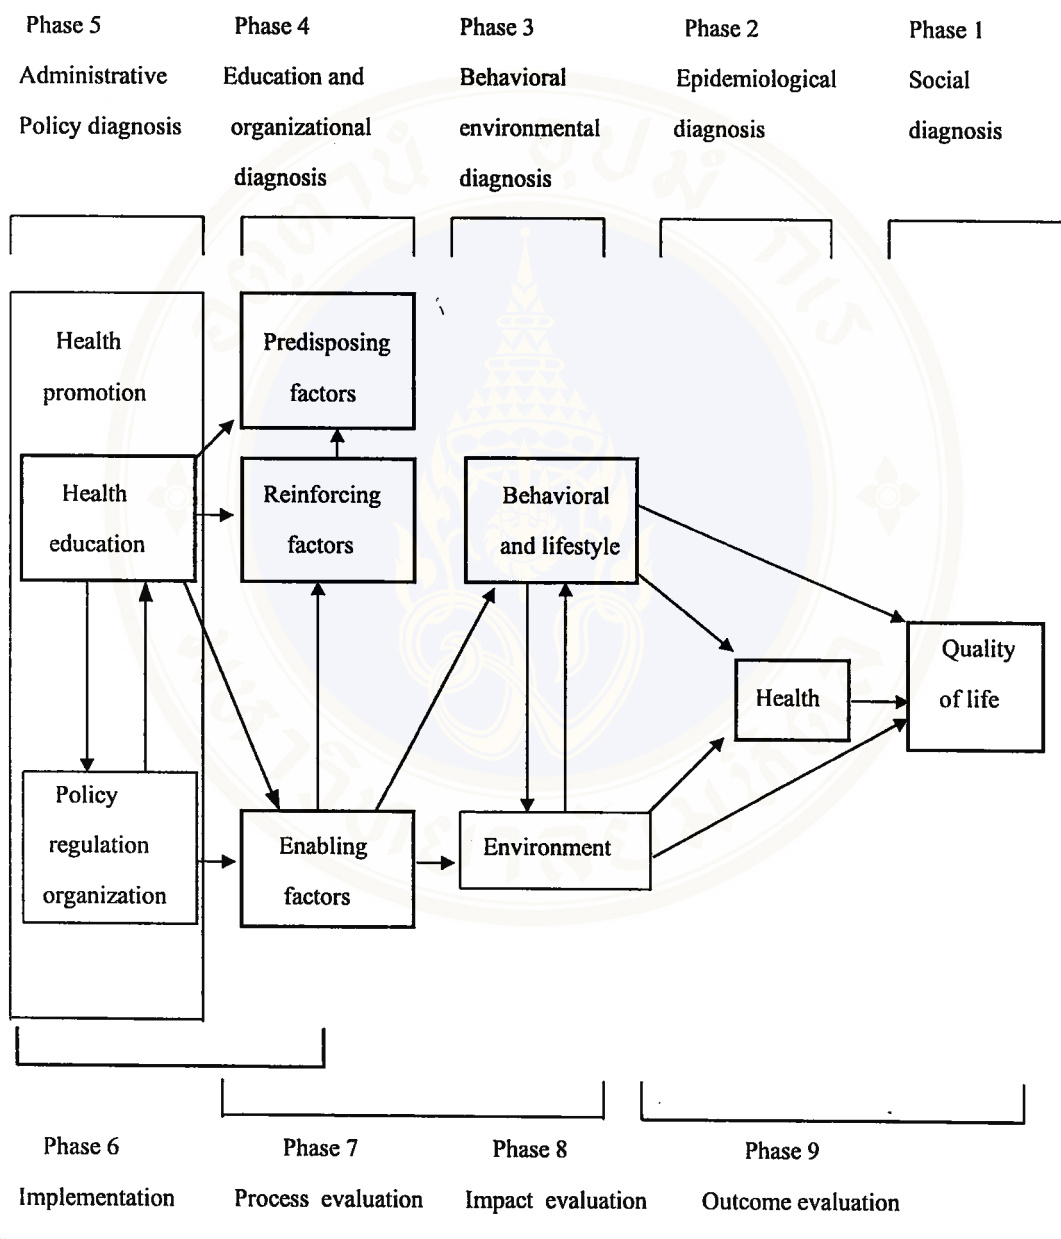 Phase 5
Administrative
Policy diagnosis
Phase 4
Education and
organizational
diagnosis
Phase 3
Behavioral
environmental
diagnosis
Phase 2
Epidemiological
diagnosis
Phase 1
Social
diagnosis
Health
promotion
Health
education
Policy
regulation
organization
Predisposing
factors
Reinforcing
factors
Enabling
factors
Behavioral
and lifestyle
Environment
Health
Quality
of life
Phase 6
Implementation
Phase 7
Process evaluation
Phase 8
Impact evaluation
Phase 9
Outcome evaluation